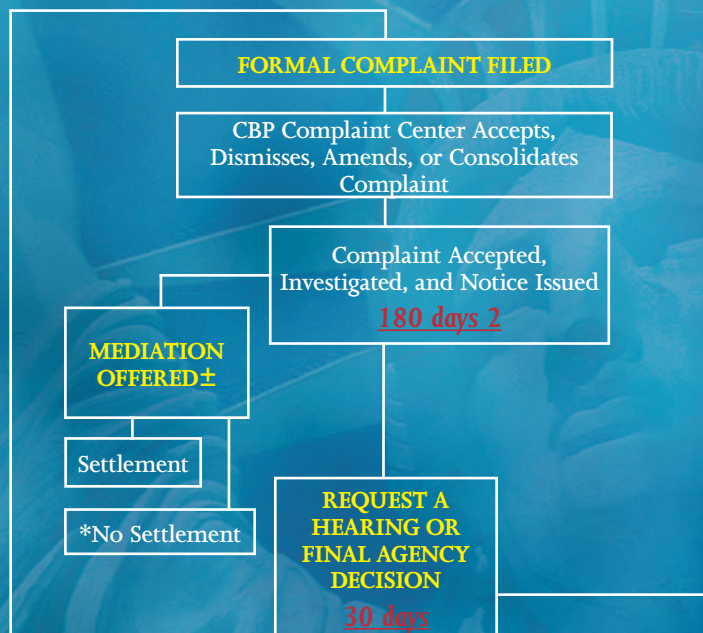 FORMAL COMPLAINT FILED
CBP Complaint Center Accepts,
Dismisses, Amends, or Consolidates
Complaint
Complaint Accepted,
Investigated, and Notice Issued
180 days 2
MEDIATION
OFFERED±
Settlement
*No Settlement
REQUEST A
HEARING OR
FINAL AGENCY
DECISION
30 days